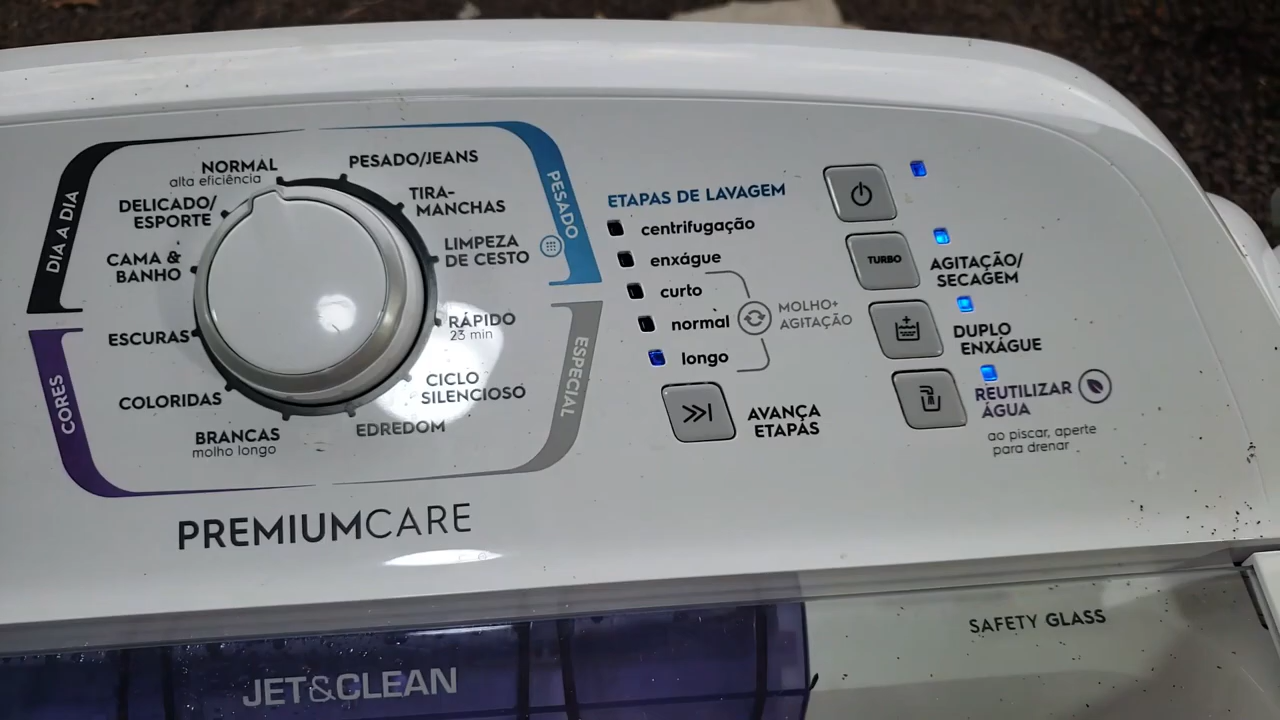 DIA A DIA
NORMAL
alta eficiência
DELICADO/
ESPORTE
CAMA &
BANHO
CORES
ESCURAS
COLORIDAS
BRANCAS
molho longo
PESADO/JEANS
TIRA-
MANCHAS
LIMPEZA
DE CESTO
PESADO
RÁPIDO
23 min
CICLO
SILENCIOSO
EDREDOM
ESPECIAL
ETAPAS DE LAVAGEM
centrifugação
enxágue
curto
normal
longo
MOLHO+
AGITAÇÃO
AVANÇA
ETAPAS
TURBO
AGITAÇÃO/
SECAGEM
DUPLO
ENXÁGUE
REUTILIZAR
ÁGUA
ao piscar, aperte
para drenar
PREMIUMCARE
SAFETY GLASS
JET&CLEAN